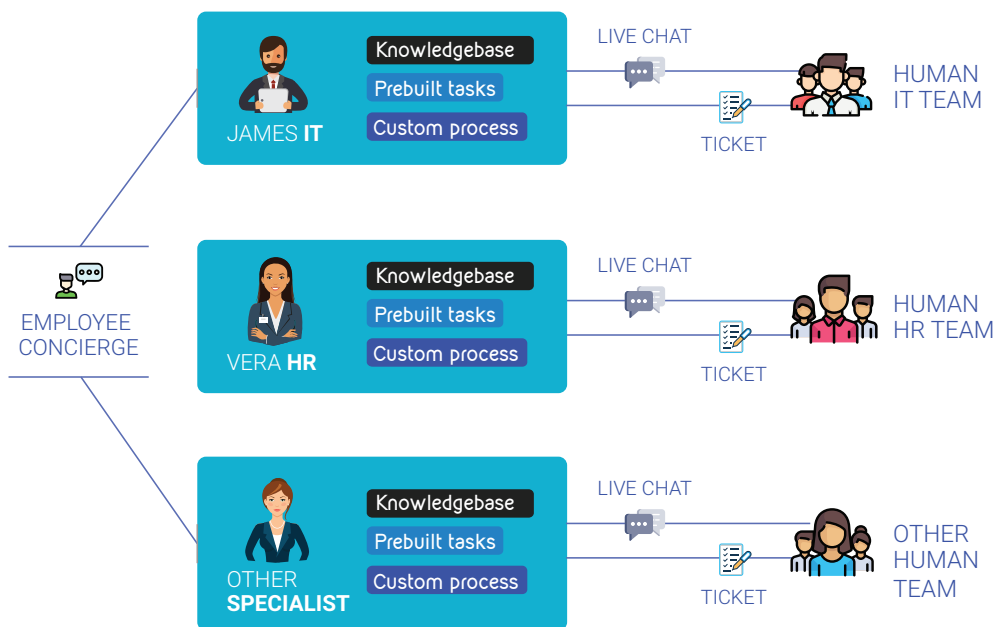 EMPLOYEE
CONCIERGE
JAMES IT
Knowledgebase
Prebuilt tasks
Custom process
LIVE CHAT
TICKET
HUMAN
IT TEAM
VERA HR
Knowledgebase
Prebuilt tasks
Custom process
LIVE CHAT
TICKET
HUMAN
HR TEAM
OTHER
SPECIALIST
Knowledgebase
Prebuilt tasks
Custom process
LIVE CHAT
TICKET
OTHER
HUMAN
TEAM